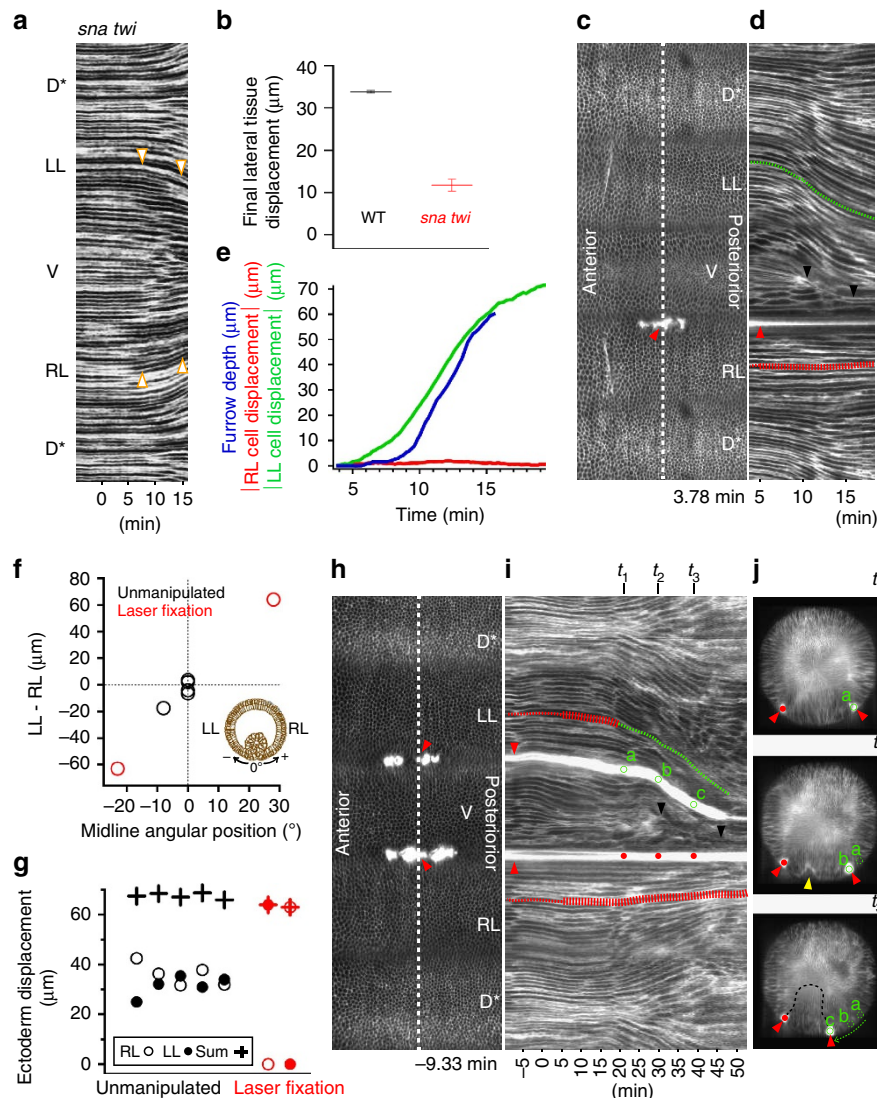 a
sna twi
D*
LL
V
RL
D*
0 5 10 15
(min)
b
Final lateral tissue
displacement (μm)
40
30
20
10
0
WT
sna twi
c
D*
LL
Anterior
V
Posteriorior
RL
D*
3.78 min
d
5 10 15
(min)
e
Furrow depth (μm)
|RL cell displacement| (μm)
|LL cell displacement| (μm)
70
60
50
40
30
20
10
0
5 10 15
Time (min)
f
LL - RL (μm)
80
60
40
20
0
−20
−40
−60
Unmanipulated
Laser fixation
LL
RL
− 0° +
−20 −10 0 10 20 30
Midline angular position (°)
g
Ectoderm displacement
(μm)
60
40
20
0
RL LL Sum
Unmanipulated
Laser fixation
h
D*
LL
Anterior
V
Posteriorior
RL
D*
−9.33 min
i
t1 t2 t3
a
b
c
−5 0 5 10 15 20 25 30 35 40 45 50
(min)
j
t
a
t
b a
t
c b a